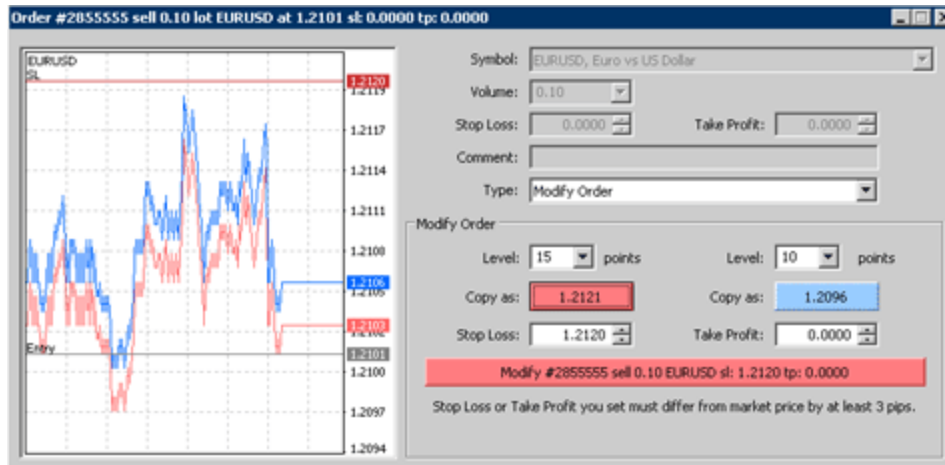 Order #2855555 sell 0.10 lot EURUSD at 1.2101 sl: 0.0000 tp: 0.0000
EURUSD
SL
1.2120
1.2119
1.2117
1.2114
1.2111
1.2108
1.2106
1.2105
1.2103
1.2102
Entry
1.2101
1.2100
1.2097
1.2094
Symbol: EURUSD, Euro vs US Dollar
Volume: 0.10
Stop Loss: 0.0000 Take Profit: 0.0000
Comment:
Type: Modify Order
Modify Order
Level: 15 points Level: 10 points
Copy as: 1.2121 Copy as: 1.2096
Stop Loss: 1.2120 Take Profit: 0.0000
Modify #2855555 sell 0.10 EURUSD sl: 1.2120 tp: 0.0000
Stop Loss or Take Profit you set must differ from market price by at least 3 pips.